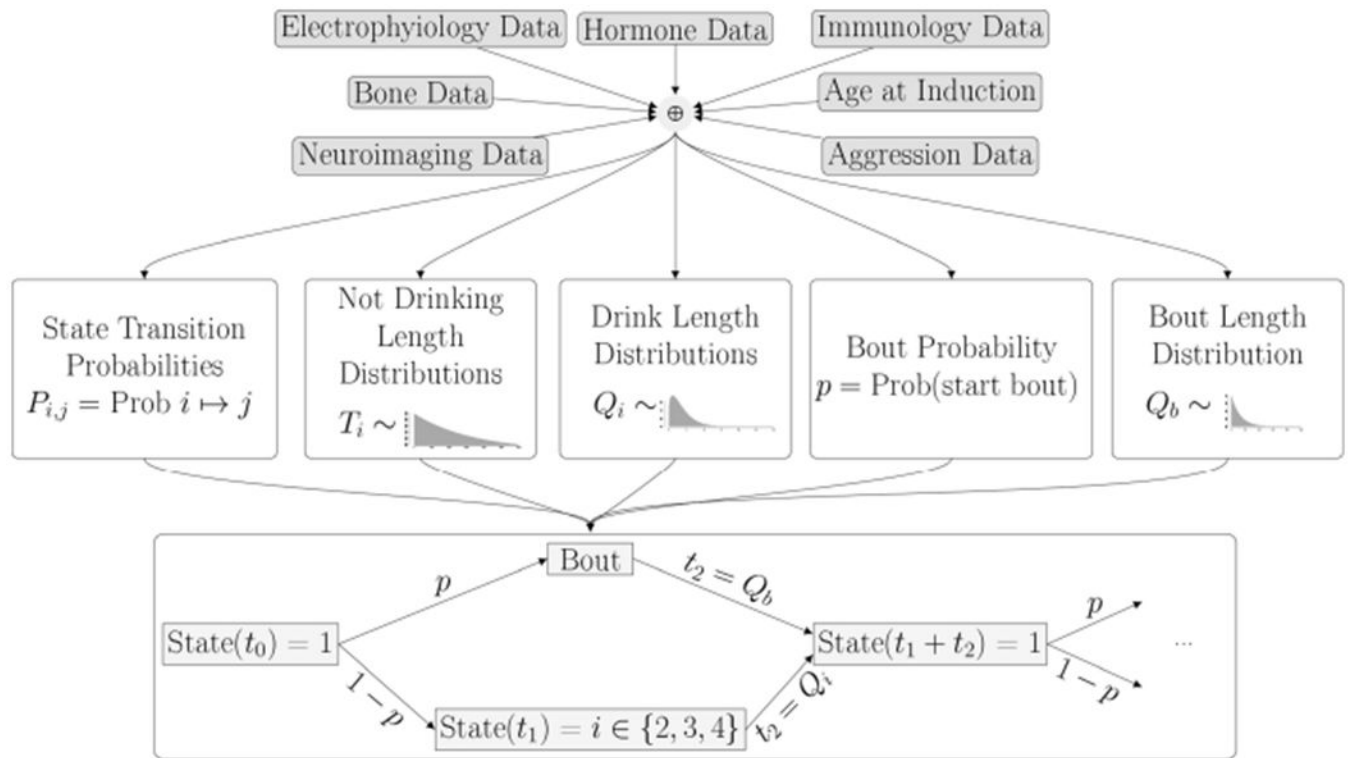 Electrophyiology Data
Hormone Data
Immunology Data
Bone Data
Age at Induction
⊕
Neuroimaging Data
Aggression Data
State Transition
Probabilities
P_{i,j} = Prob i ↦ j
Not Drinking
Length
Distributions
T_i ∼
Drink Length
Distributions
Q_i ∼
Bout Probability
p = Prob(start bout)
Bout Length
Distribution
Q_b ∼
Bout
p
t_2 = Q_b
p
State(t_0) = 1
State(t_1 + t_2) = 1
...
1 − p
t_2 = Q_i
1 − p
State(t_1) = i ∈ {2, 3, 4}